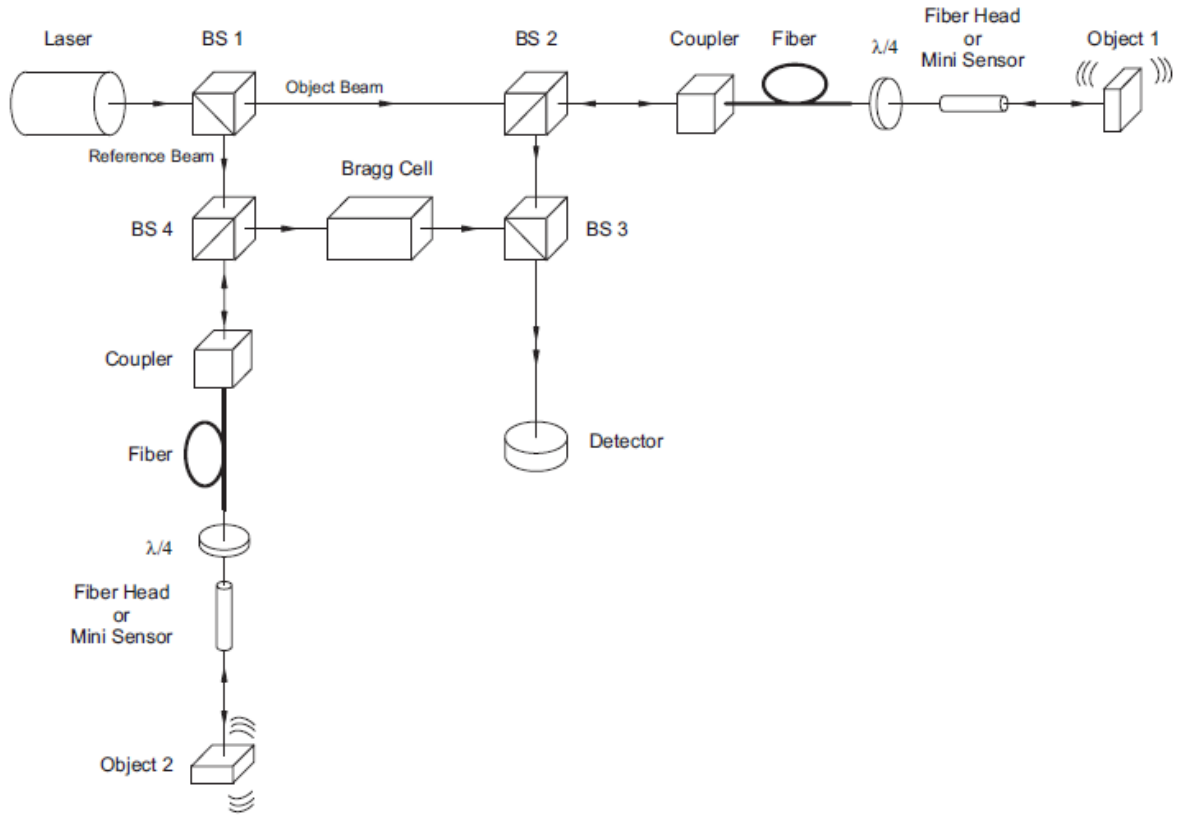 Laser
BS 1
BS 2
Coupler
Fiber
λ/4
Fiber Head
or
Mini Sensor
Object 1
Object Beam
Reference Beam
Bragg Cell
BS 4
BS 3
Coupler
Detector
Fiber
λ/4
Fiber Head
or
Mini Sensor
Object 2